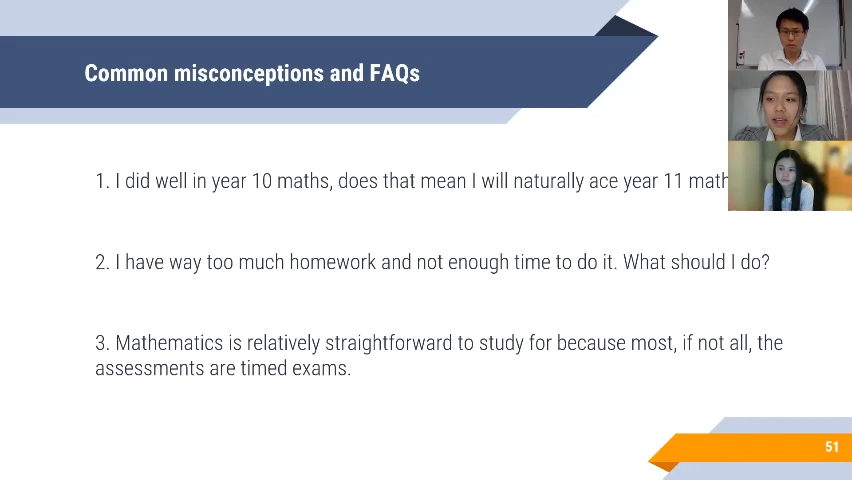 Common misconceptions and FAQs
1. I did well in year 10 maths, does that mean I will naturally ace year 11 math
2. I have way too much homework and not enough time to do it. What should I do?
3. Mathematics is relatively straightforward to study for because most, if not all, the
assessments are timed exams.
51